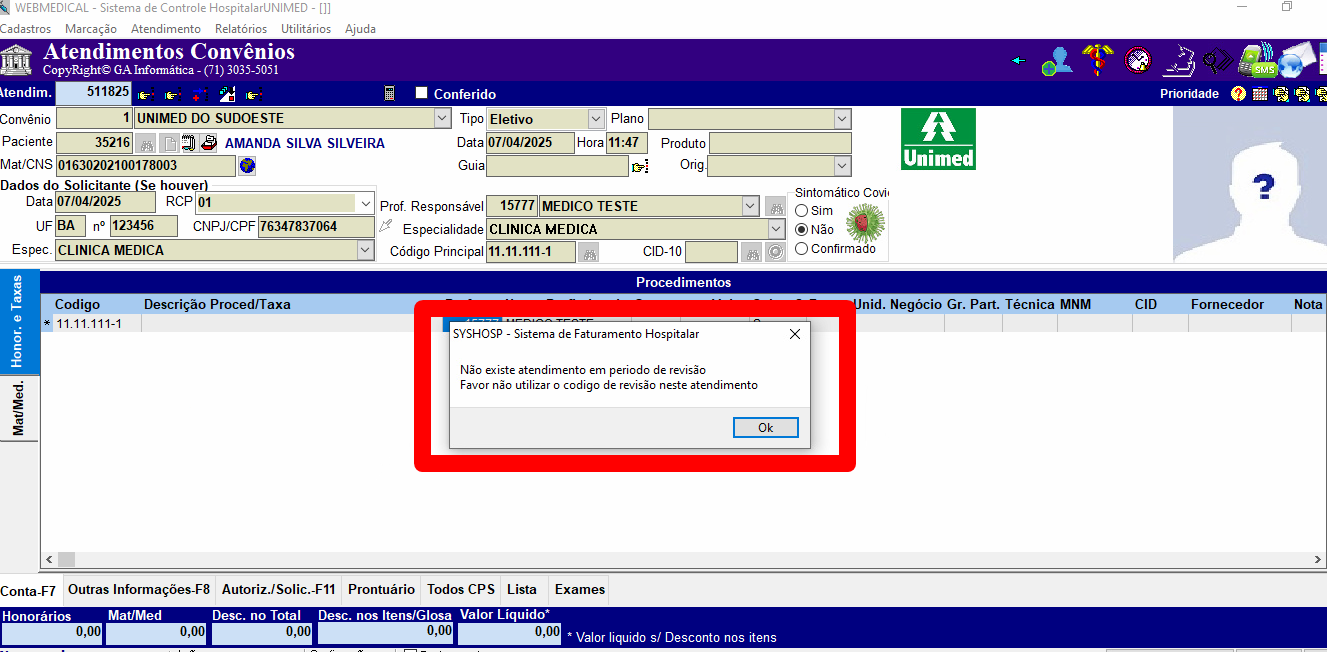 WEBMEDICAL - Sistema de Controle HospitalarUNIMED - []]
Cadastros Marcação Atendimento Relatórios Utilitários Ajuda
Atendimentos Convênios
CopyRight© GA.Informática - (71) 3035-5051
SMS
Atendim. 511825 Conferido Prioridade
Convênio 1 UNIMED DO SUDOESTE Tipo Eletivo Plano
Paciente 35216 AMANDA SILVA SILVEIRA Data 07/04/2025 Hora 11:47 Produto
Mat/CNS 01630202100178003 Guia Orig.
Unimed
?
Dados do Solicitante (Se houver)
Data 07/04/2025 RCP 01 Prof. Responsável 15777 MEDICO TESTE
UF BA nº 123456 CNPJ/CPF 76347837064 Especialidade CLINICA MEDICA
Espec. CLINICA MEDICA Código Principal 11.11.111-1 CID-10
Sintomático Covi
Sim
Não
Confirmado
Honor. e Taxas
Mat/Med.
Procedimentos
Codigo Descrição Proced/Taxa Unid. Negócio Gr. Part. Técnica MNM CID Fornecedor Nota
* 11.11.111-1
SYSHOSP - Sistema de Faturamento Hospitalar
Não existe atendimento em periodo de revisão
Favor não utilizar o codigo de revisão neste atendimento
Ok
Conta-F7 Outras Informações-F8 Autoriz./Solic.-F11 Prontuário Todos CPS Lista Exames
Honorários Mat/Med Desc. no Total Desc. nos Itens/Glosa Valor Líquido*
0,00 0,00 0,00 0,00 0,00 * Valor liquido s/ Desconto nos itens